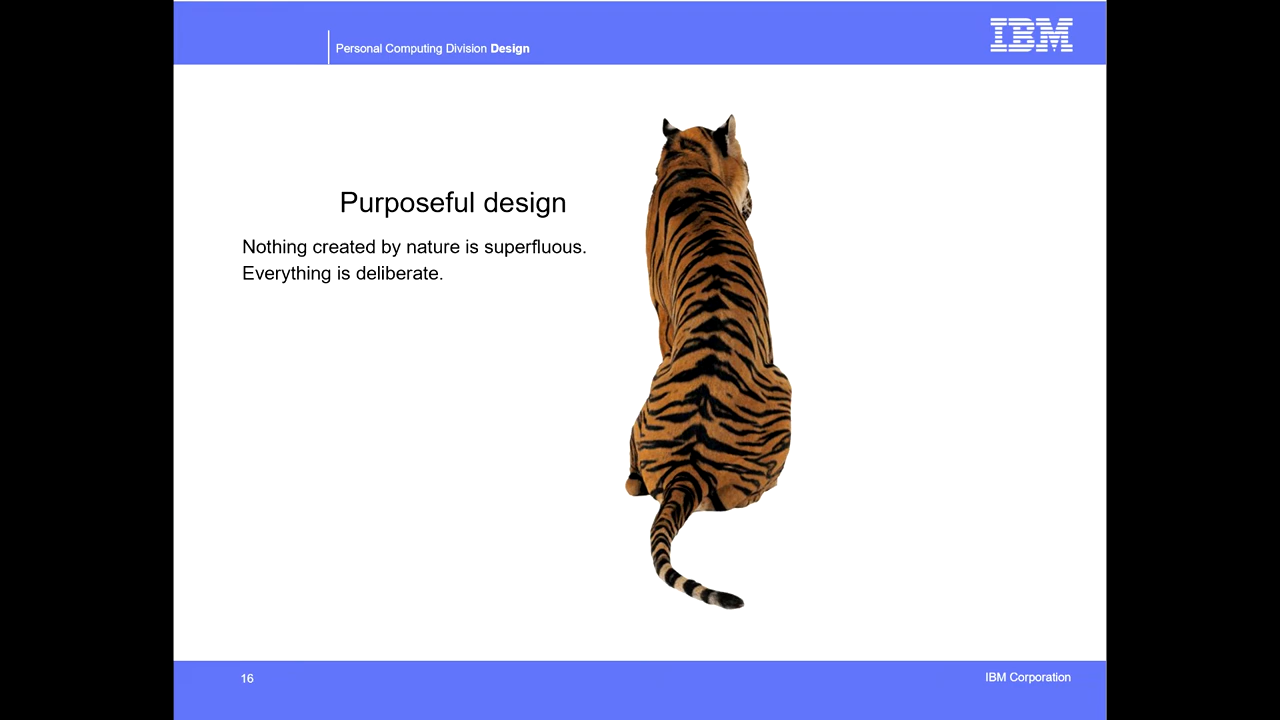 Personal Computing Division Design
IBM
Purposeful design
Nothing created by nature is superfluous.
Everything is deliberate.
16
IBM Corporation